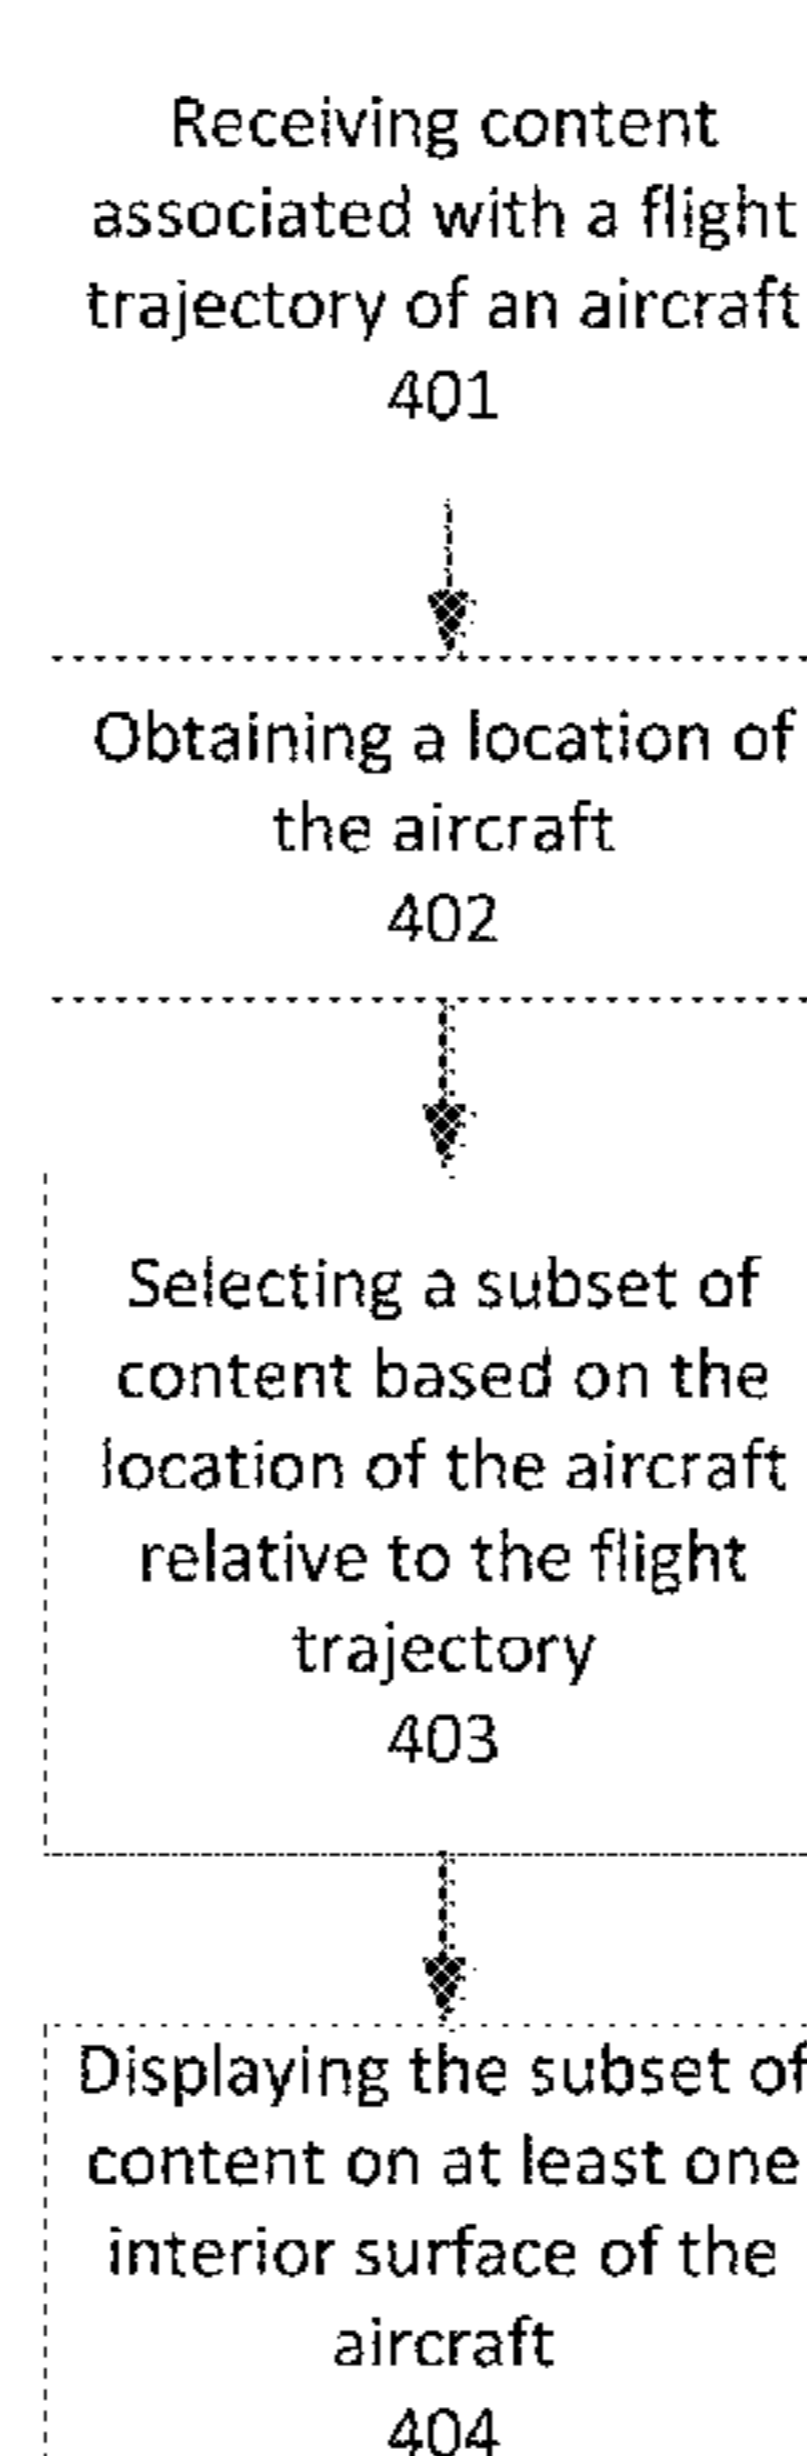 Receiving content
associated with a flight
trajectory of an aircraft
401
Obtaining a location of
the aircraft
402
Selecting a subset of
content based on the
location of the aircraft
relative to the flight
trajectory
403
Displaying the subset of
content on at least one
interior surface of the
aircraft
404